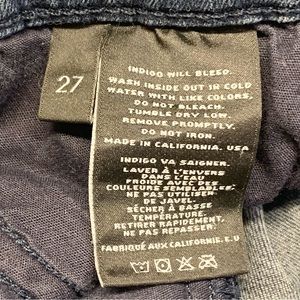 27
INDIGO WILL BLEED.
WASH INSIDE OUT IN COLD
WATER WITH LIKE COLORS.
DO NOT BLEACH.
TUMBLE DRY LOW.
REMOVE PROMPTLY.
DO NOT IRON.
MADE IN CALIFORNIA. USA
INDIGO VA SAIGNER.
LAVER À L'ENVERS
DANS L'EAU
FROIDE AVEC DES
COULEURS SEMBLABLES.
NE PAS UTILISER
DE JAVEL.
SÉCHER À BASSE
TEMPÉRATURE.
RETIRER RAPIDEMENT.
NE PAS REPASSER.
FABRIQUÉ AUX CALIFORNIE. E.U